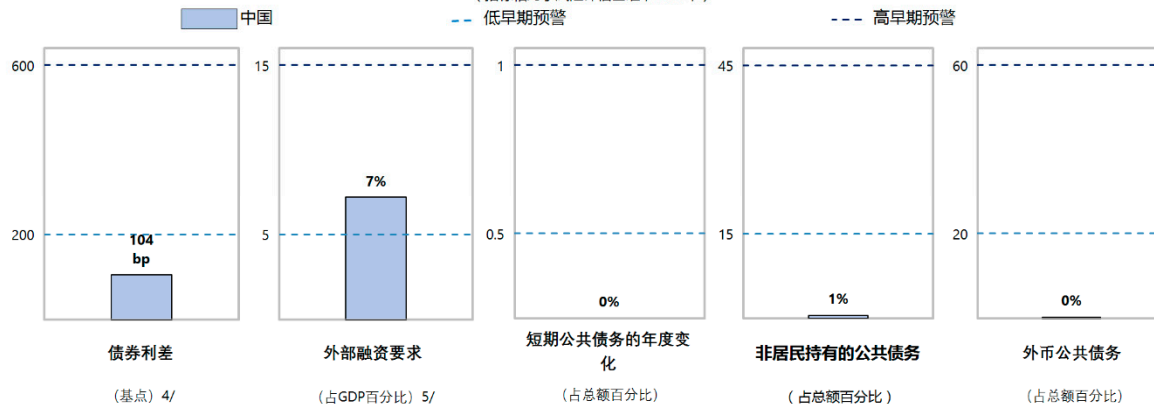 中国
低早期预警
高早期预警
600
200
104
bp
债券利差
（基点）4/
15
5
7%
外部融资要求
（占GDP百分比）5/
1
0.5
0%
短期公共债务的年度变
化
（占总额百分比）
45
15
1%
非居民持有的公共债务
（占总额百分比）
60
20
0%
外币公共债务
（占总额百分比）